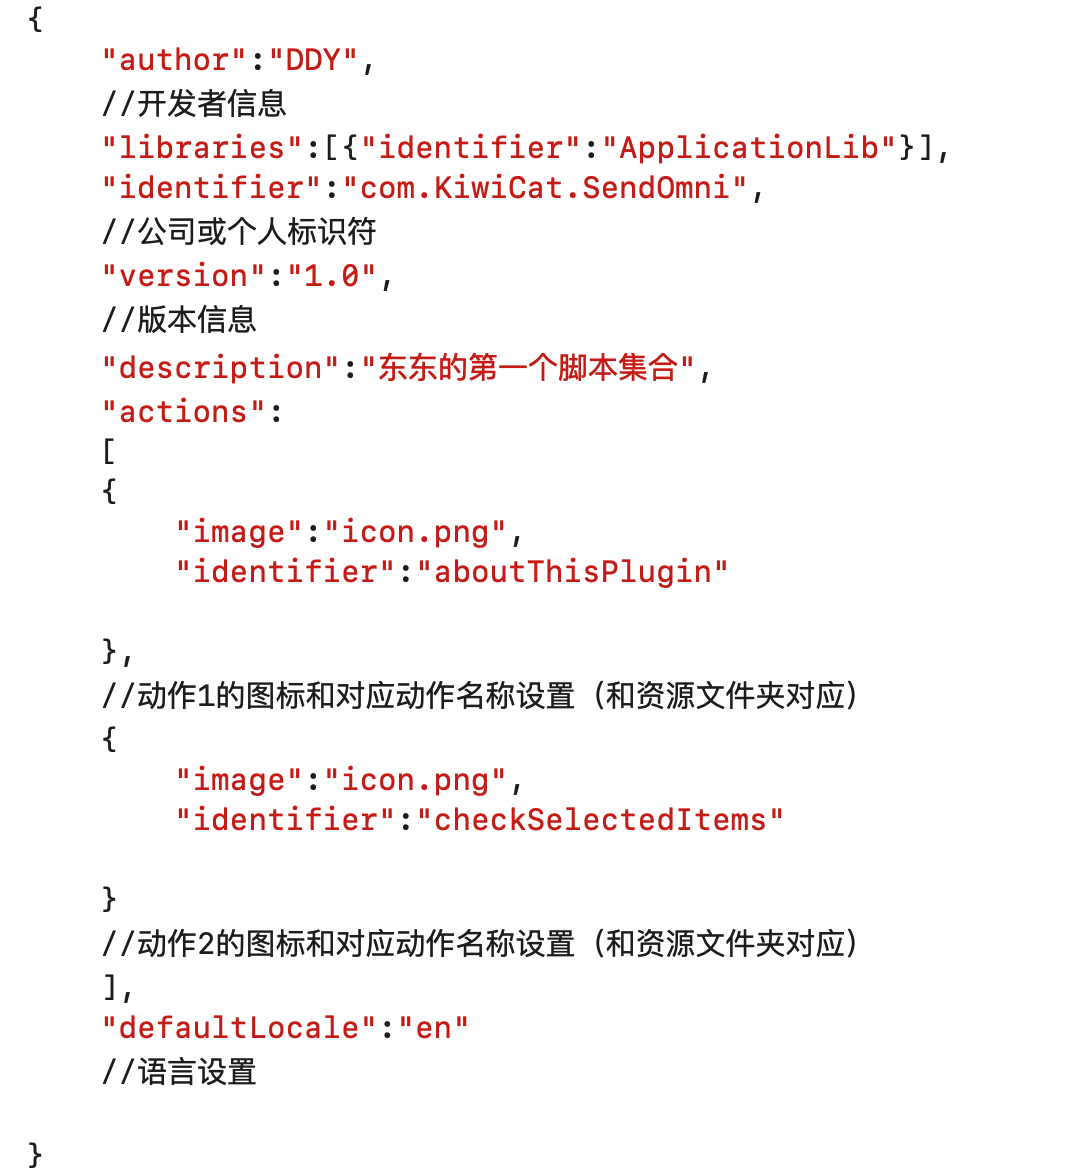 {
"author":"DDY",
//开发者信息
"libraries":[{"identifier":"ApplicationLib"}],
"identifier":"com.KiwiCat.SendOmni",
//公司或个人标识符
"version":"1.0",
//版本信息
"description":"东东的第一个脚本集合",
"actions":
[
{
"image":"icon.png",
"identifier":"aboutThisPlugin"
},
//动作1的图标和对应动作名称设置（和资源文件夹对应）
{
"image":"icon.png",
"identifier":"checkSelectedItems"
}
//动作2的图标和对应动作名称设置（和资源文件夹对应）
],
"defaultLocale":"en"
//语言设置
}